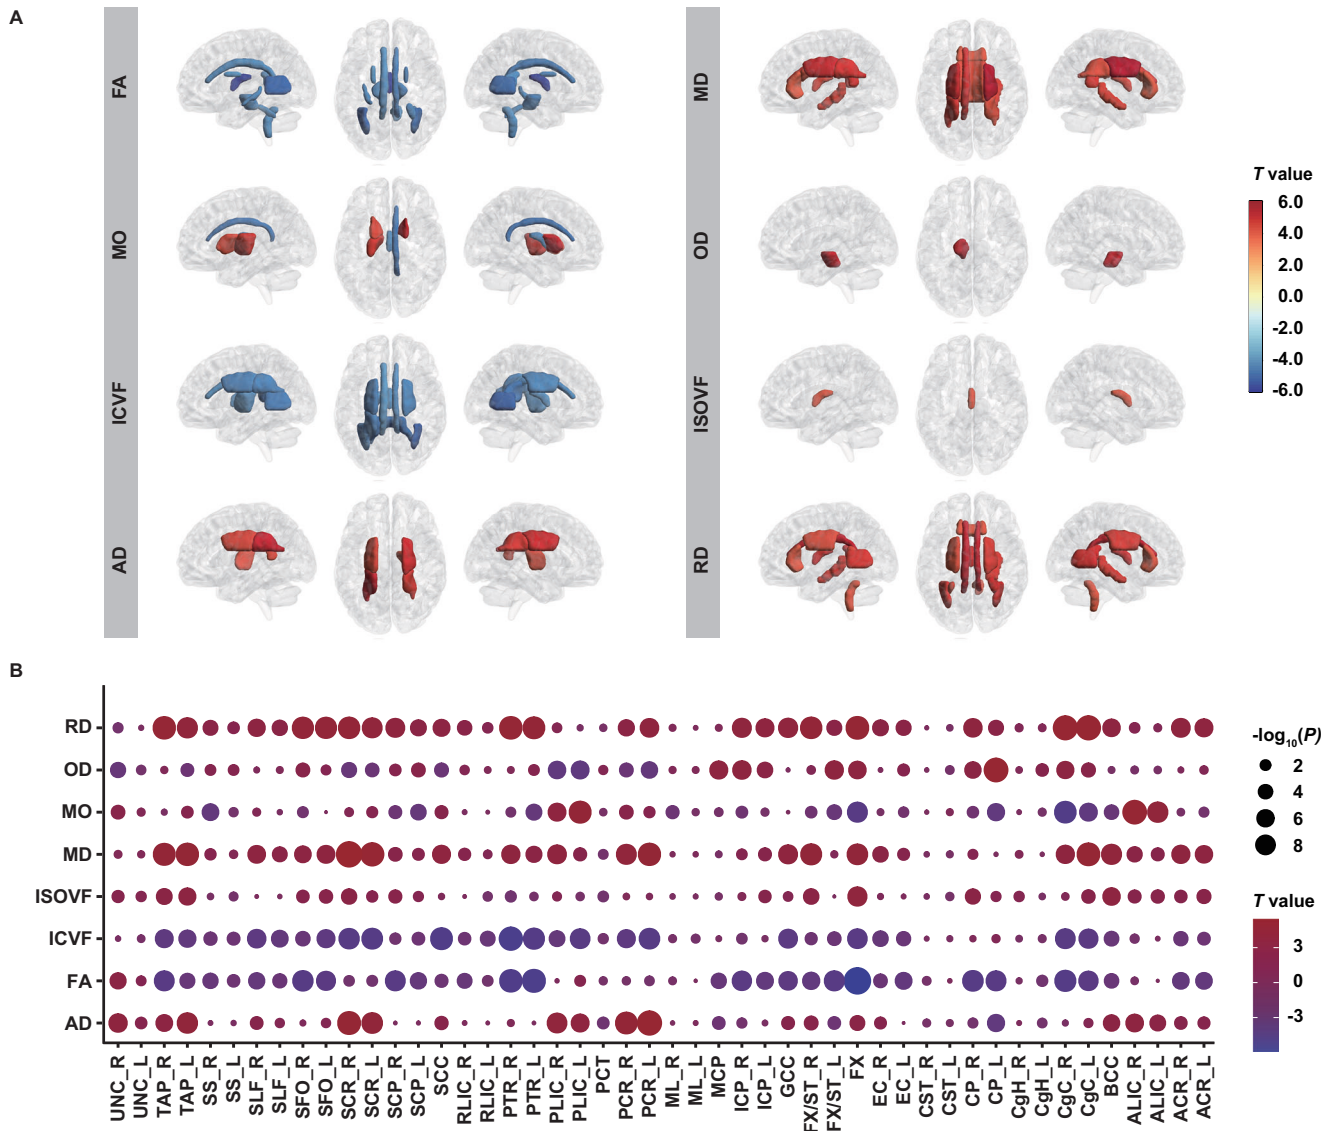 A
FA
MO
ICVF
AD
MD
OD
ISOVF
RD
T value
6.0
4.0
2.0
0.0
-2.0
-4.0
-6.0
B
RD
OD
MO
MD
ISOVF
ICVF
FA
AD
UNC_R
UNC_L
TAP_R
TAP_L
SS_R
SS_L
SLF_R
SLF_L
SFO_R
SFO_L
SCR_R
SCR_L
SCP_R
SCP_L
SCC
RLIC_R
RLIC_L
PTR_R
PTR_L
PLIC_R
PLIC_L
PCT
PCR_R
PCR_L
ML_R
ML_L
MCP
ICP_R
ICP_L
GCC
FX/ST_R
FX/ST_L
FX
EC_R
EC_L
CST_R
CST_L
CP_R
CP_L
CgH_R
CgH_L
CgC_R
CgC_L
BCC
ALIC_R
ALIC_L
ACR_R
ACR_L
-log10(P)
2
4
6
8
T value
3
0
-3